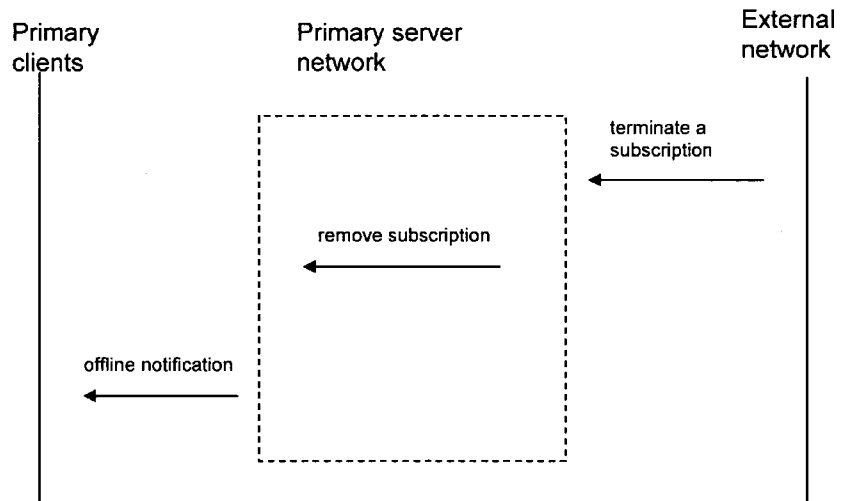 Primary
clients
Primary server
network
External
network
terminate a
subscription
remove subscription
offline notification